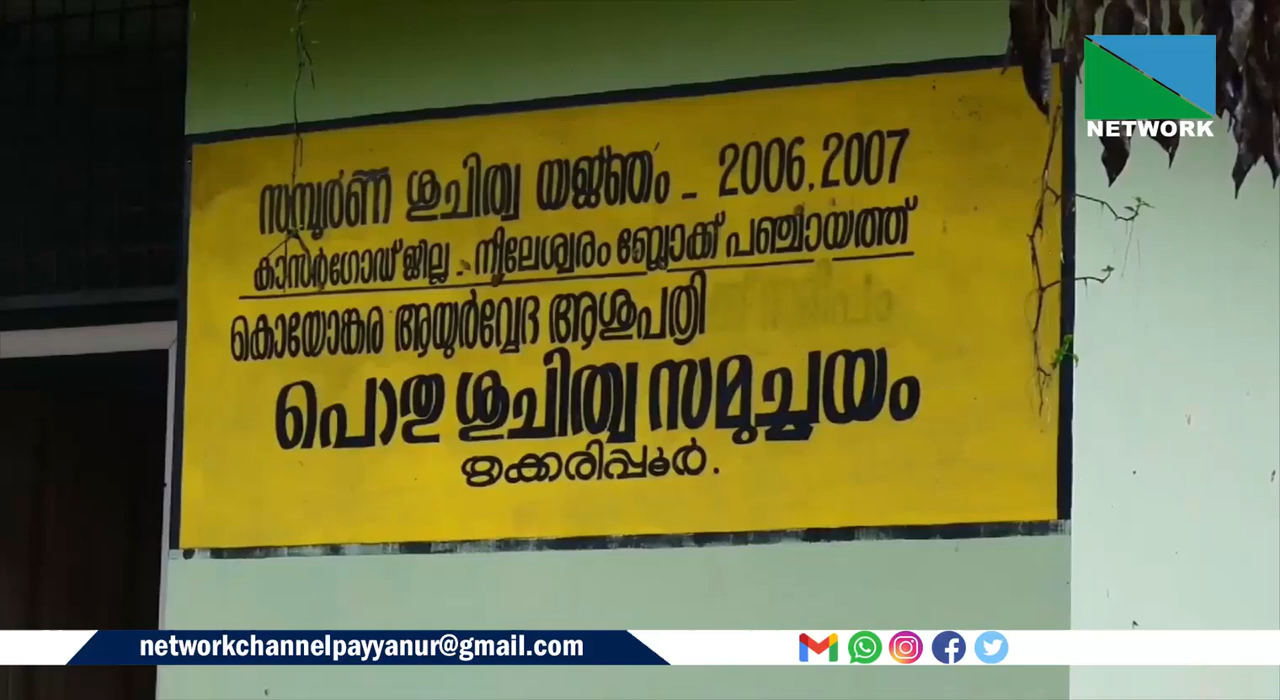 NETWORK
സമ്പൂർണ്ണ ശുചിത്വ യജ്ഞം - 2006,2007
കാസർഗോഡ് ജില്ല - നീലേശ്വരം ബ്ലോക്ക് പഞ്ചായത്ത്
കൊയോങ്കര ആയുർവ്വേദ ആശുപത്രി
പൊതു ശുചിത്വ സമുച്ചയം
തൃക്കരിപ്പൂർ.
networkchannelpayyanur@gmail.com